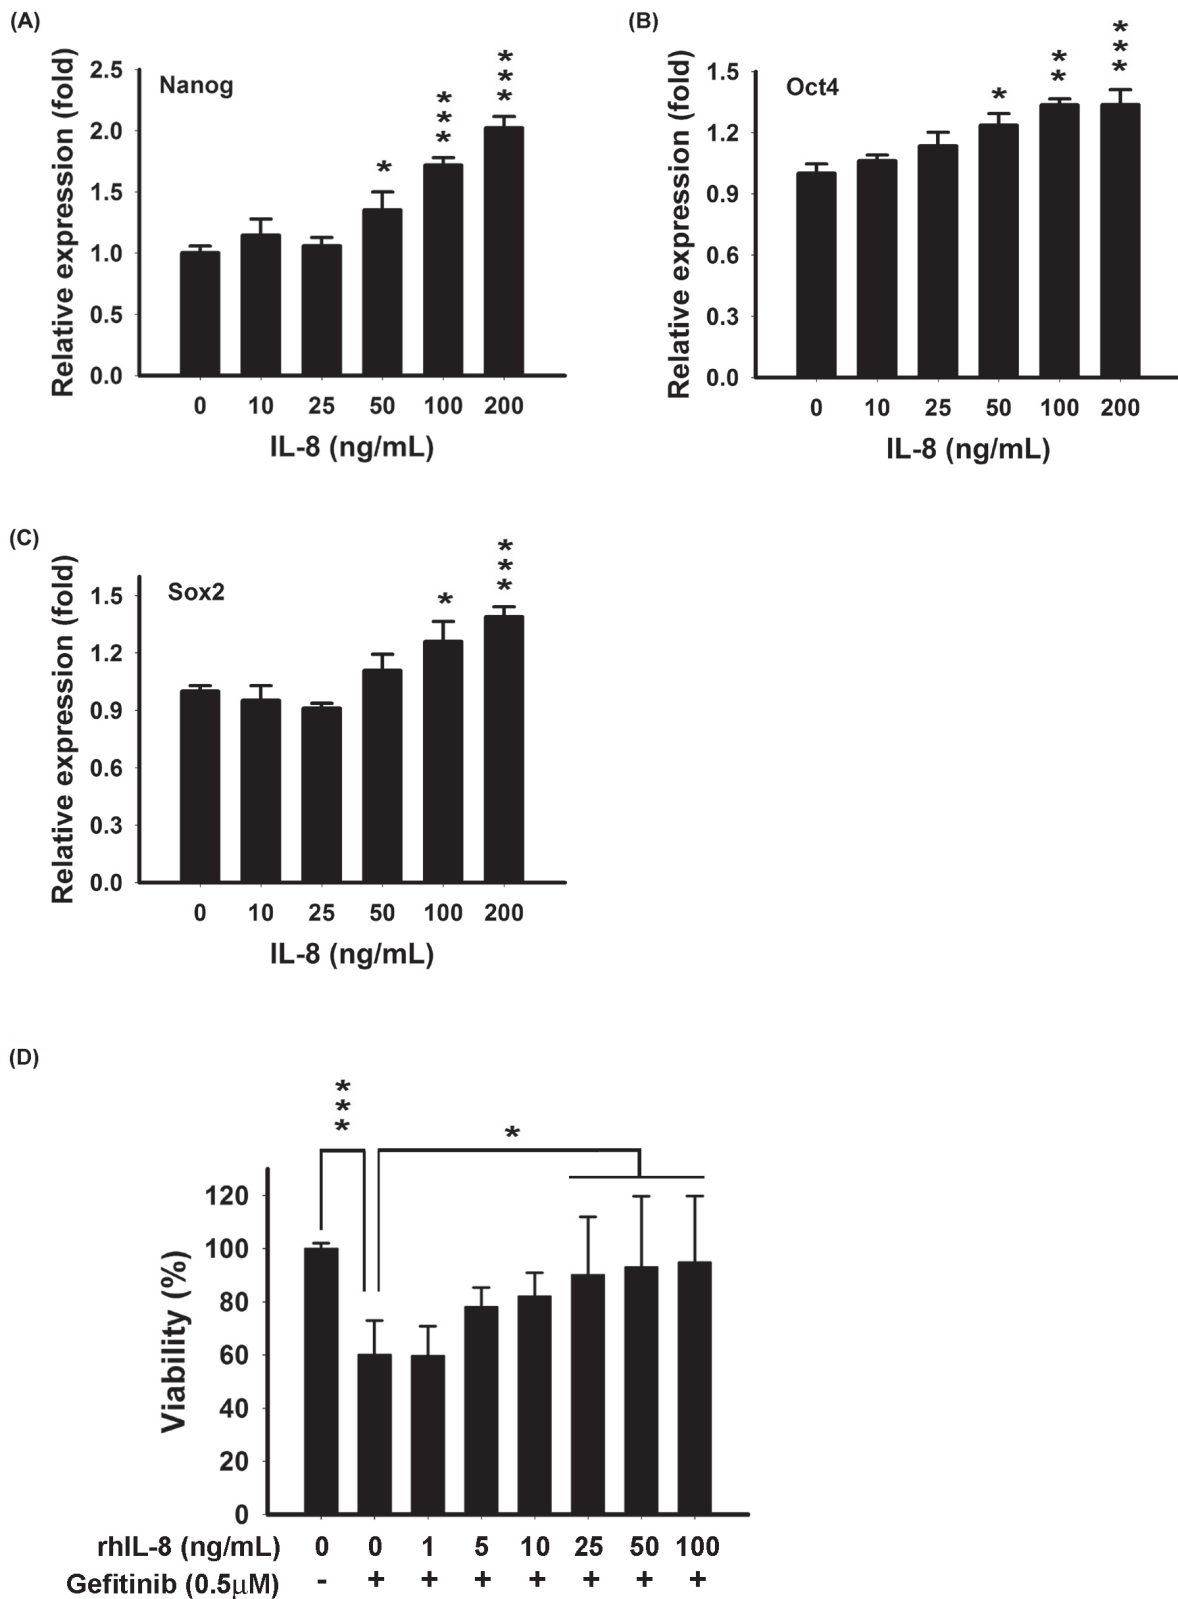 (A)
Nanog
Relative expression (fold)
2.5
2.0
1.5
1.0
0.5
0.0
*
***
***
0 10 25 50 100 200
IL-8 (ng/mL)
(B)
Oct4
Relative expression (fold)
1.5
1.2
0.9
0.6
0.3
0.0
*
**
***
0 10 25 50 100 200
IL-8 (ng/mL)
(C)
Sox2
Relative expression (fold)
1.5
1.2
0.9
0.6
0.3
0.0
*
***
0 10 25 50 100 200
IL-8 (ng/mL)
(D)
***
*
Viability (%)
120
100
80
60
40
20
0
rhIL-8 (ng/mL) 0 0 1 5 10 25 50 100
Gefitinib (0.5μM) - + + + + + + +